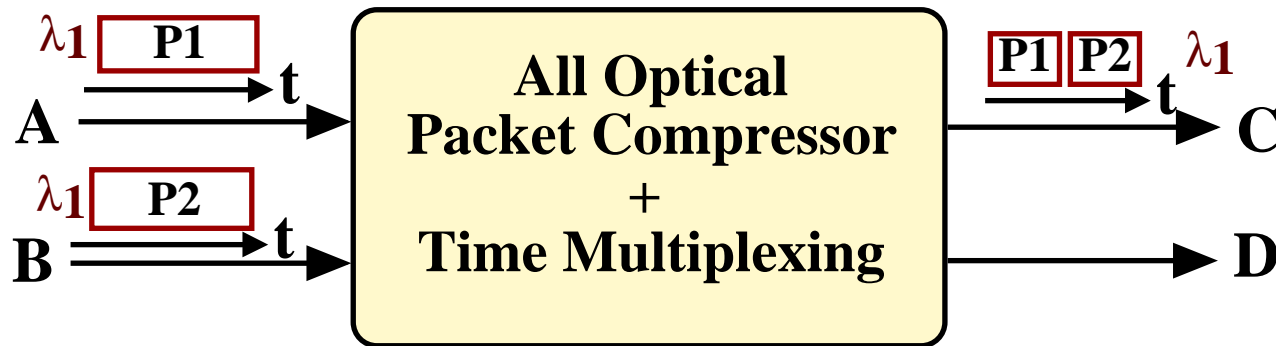 λ1 P1
t
A
λ1 P2
t
B
All Optical
Packet Compressor
+
Time Multiplexing
P1 P2 λ1
t
C
D